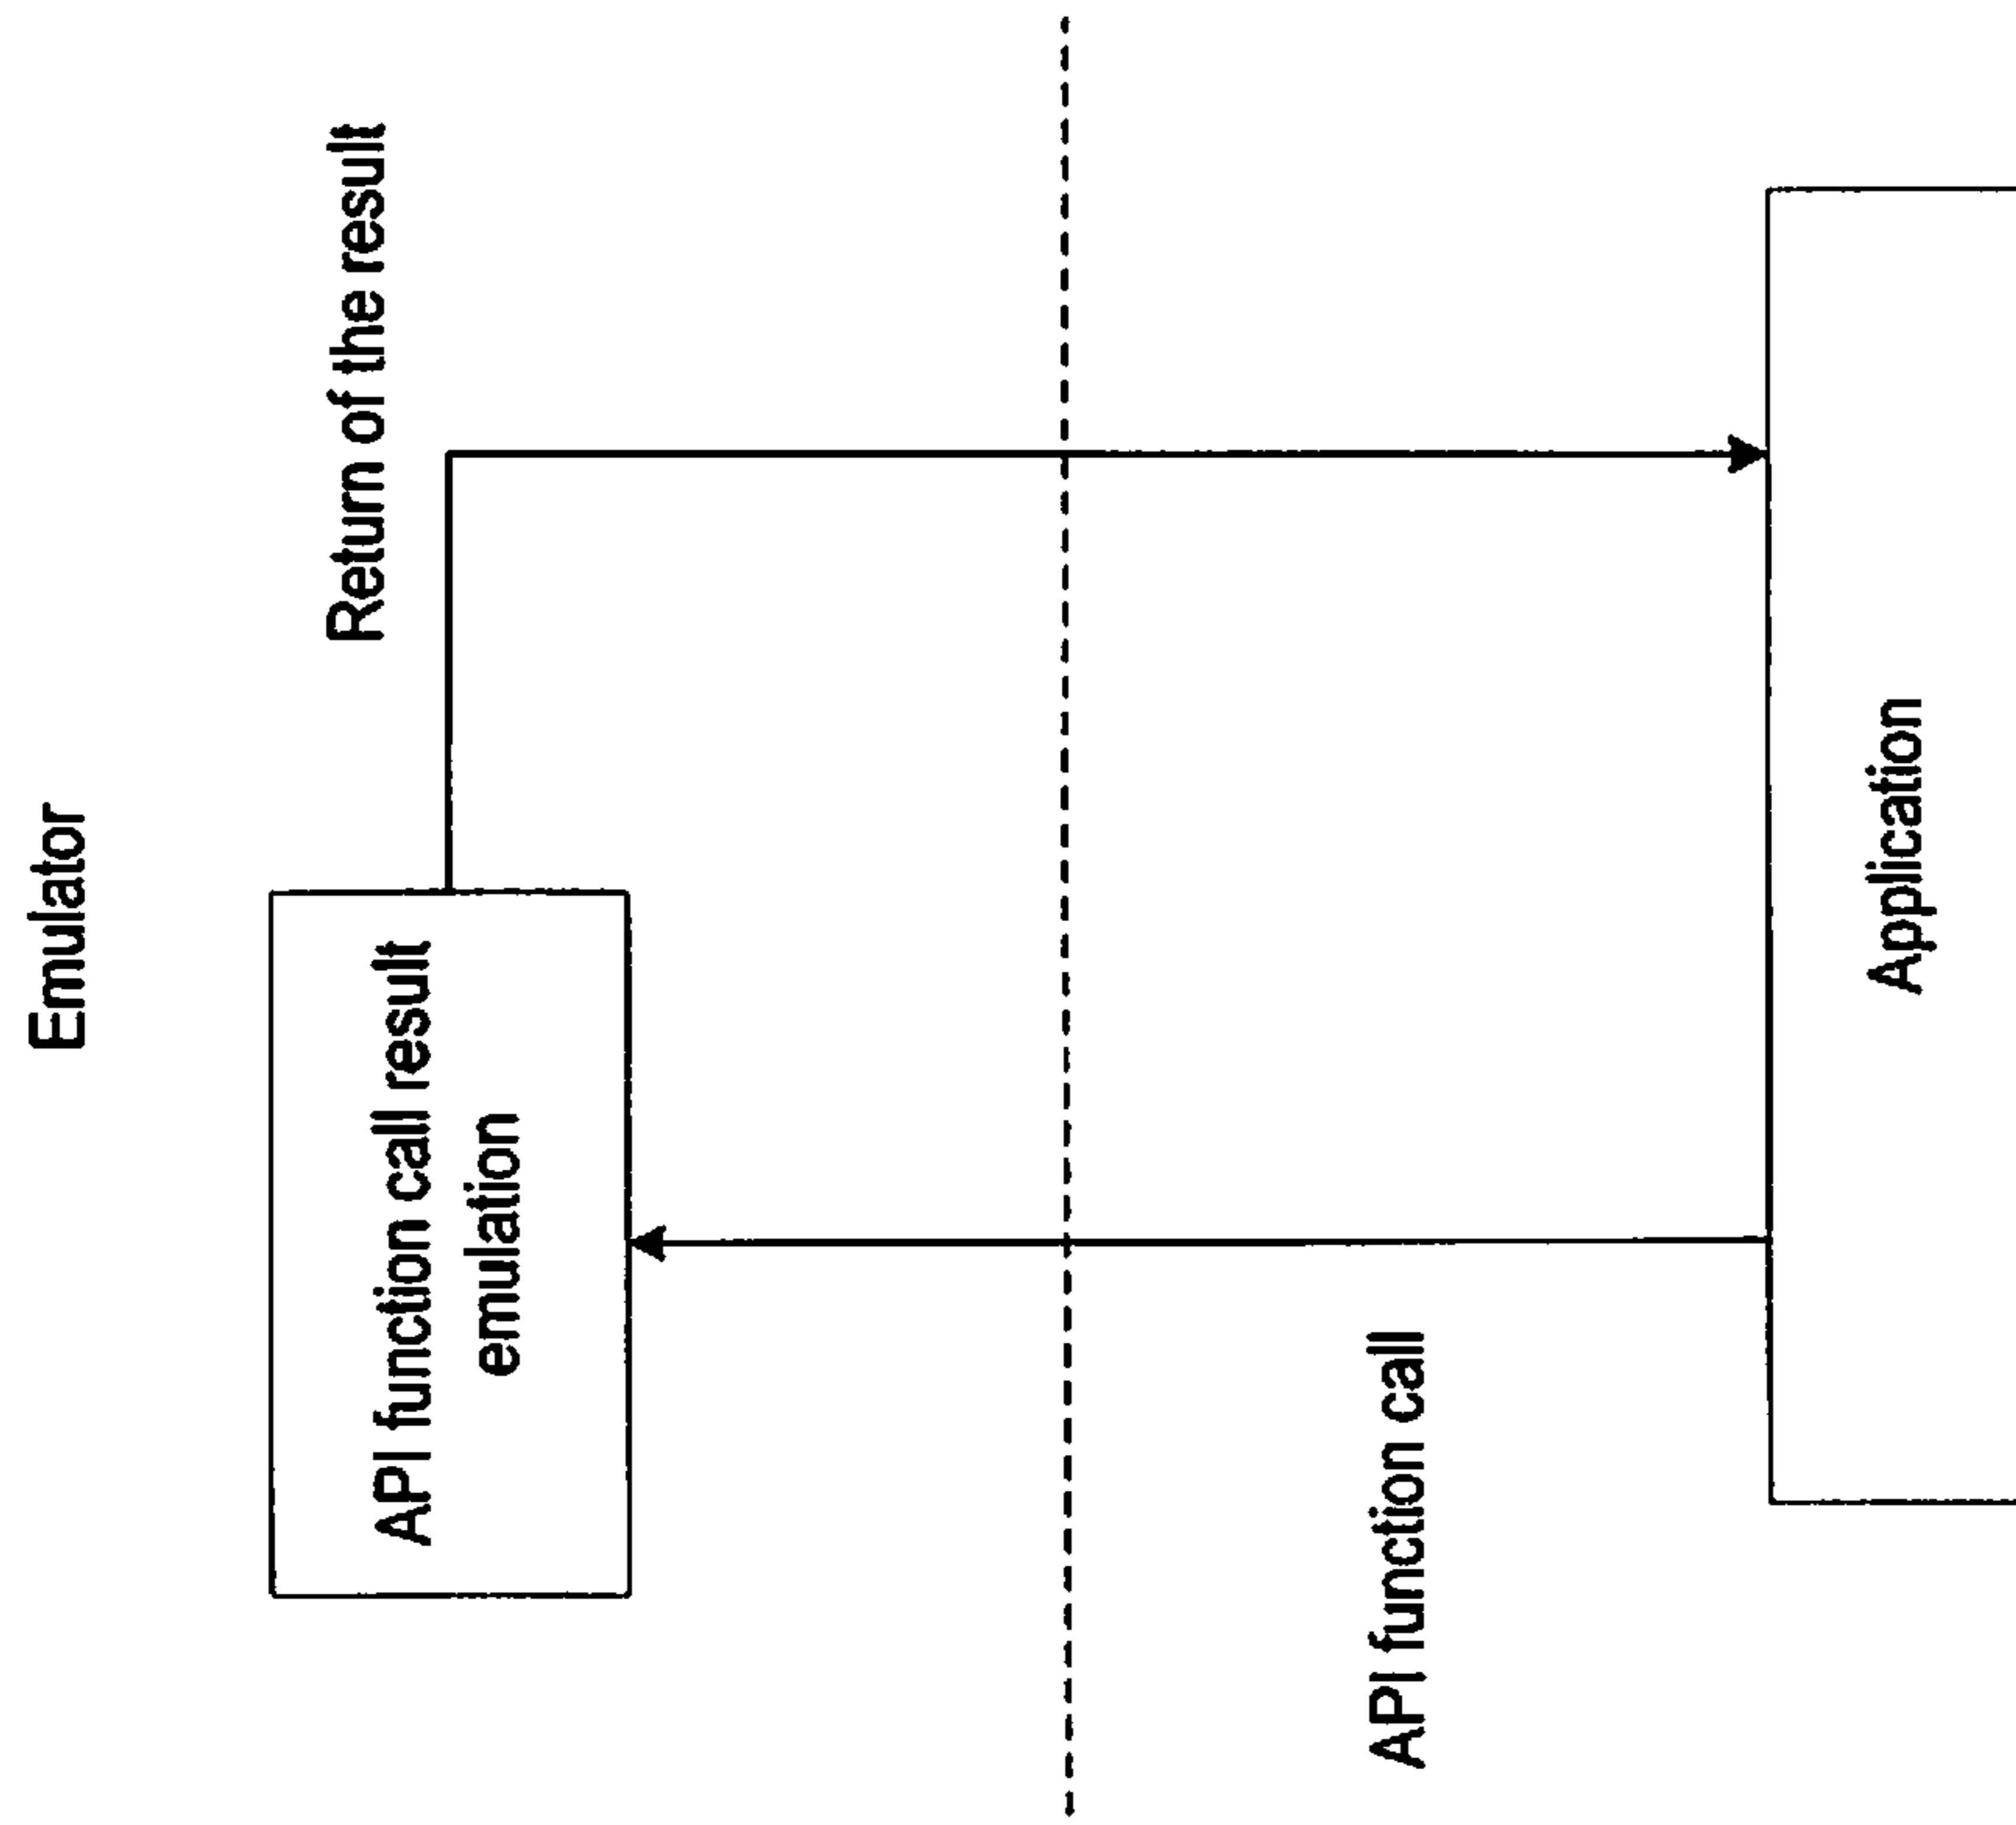 Emulator
API function call result
emulation
Return of the result
API function call
Application